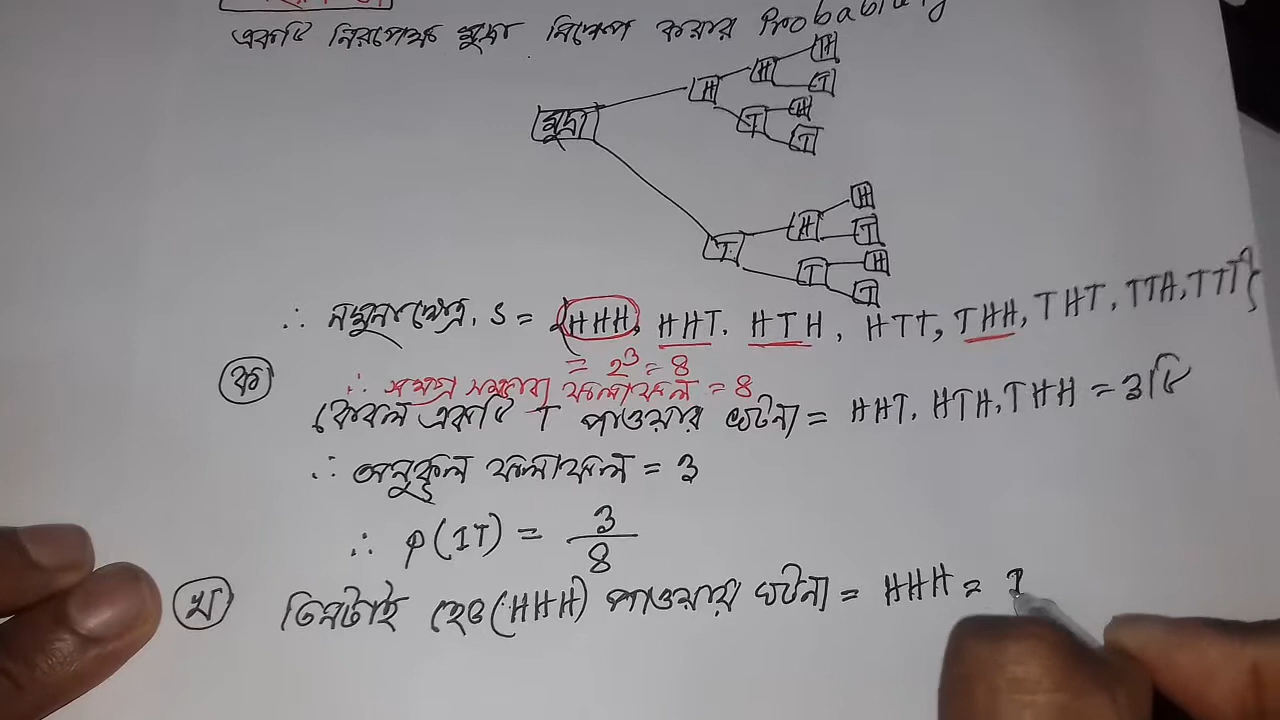 একটি নিরপেক্ষ মুদ্রা নিক্ষেপ করার Probability
H
H
H
T
মুদ্রা
T
H
T
H
H
T
T
T
H
T
∴ নমুনাক্ষেত্র, S = {HHH, HHT, HTH, HTT, THH, THT, TTH, TTT}
= 2³ = 8
ক
∴ সমগ্র সম্ভাব্য ফলাফল = 8
কেবল একটি T পাওয়ার ঘটনা = HHT, HTH, THH = 3টি
∴ অনুকূল ফলাফল = 3
∴ P(1T) = 3/8
খ তিনটাই হেড (HHH) পাওয়ার ঘটনা = HHH = 1